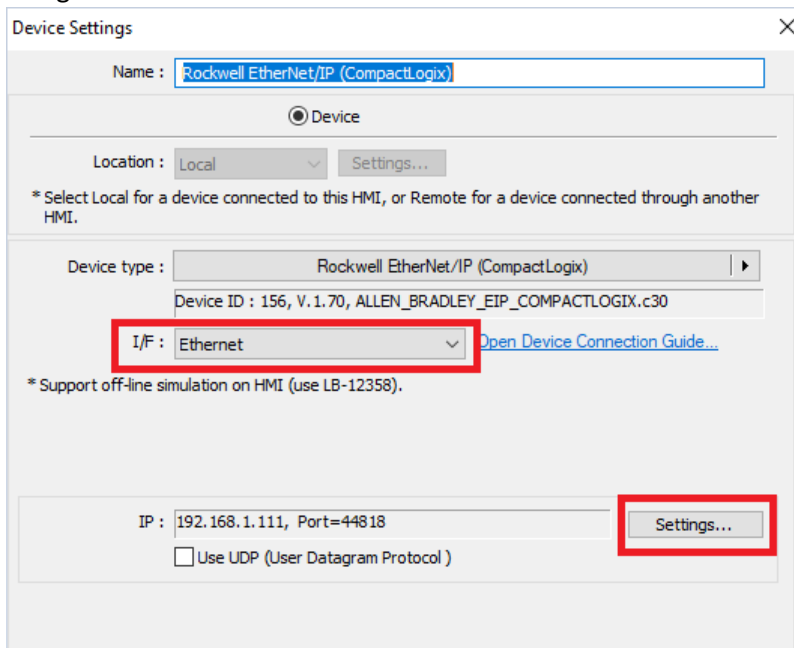 Device Settings
Name : Rockwell EtherNet/IP (CompactLogix)
Device
Location : Local Settings...
* Select Local for a device connected to this HMI, or Remote for a device connected through another
HMI.
Device type : Rockwell EtherNet/IP (CompactLogix)
Device ID : 156, V.1.70, ALLEN_BRADLEY_EIP_COMPACTLOGIX.c30
I/F : Ethernet Open Device Connection Guide...
* Support off-line simulation on HMI (use LB-12358).
IP : 192.168.1.111, Port=44818 Settings...
Use UDP (User Datagram Protocol )